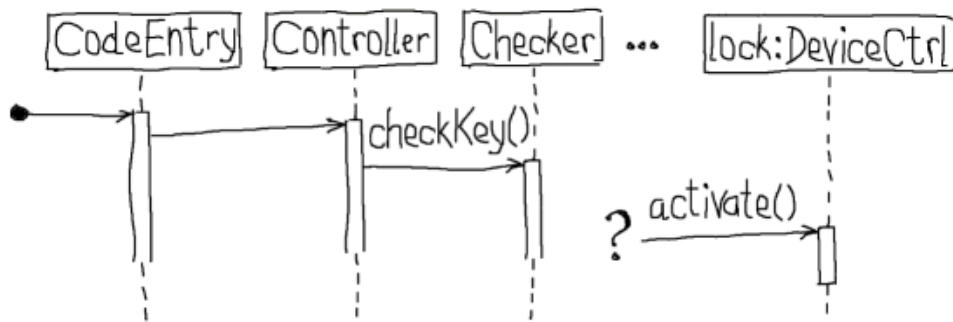 CodeEntry
Controller
Checker
...
lock:DeviceCtrl
checkKey()
?
activate()